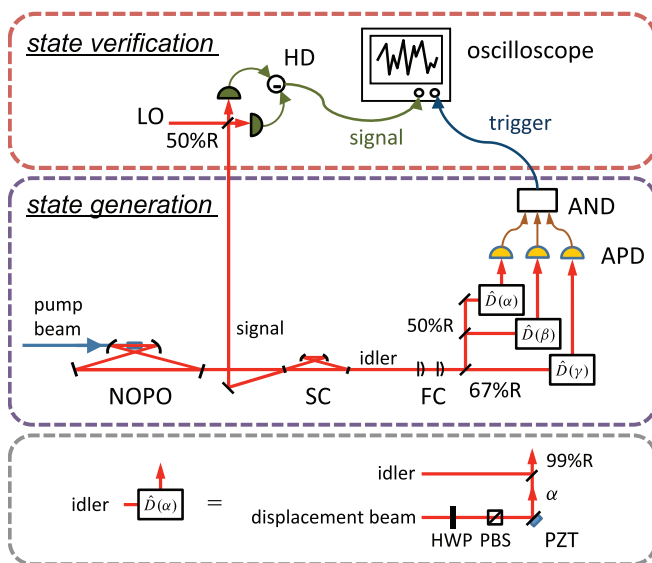 state verification
HD
oscilloscope
LO
50%R
signal
trigger
state generation
AND
APD
D̂(α)
50%R
D̂(β)
pump
beam
signal
idler
D̂(γ)
NOPO
SC
FC
67%R
idler
D̂(α)
=
idler
99%R
α
displacement beam
HWP
PBS
PZT